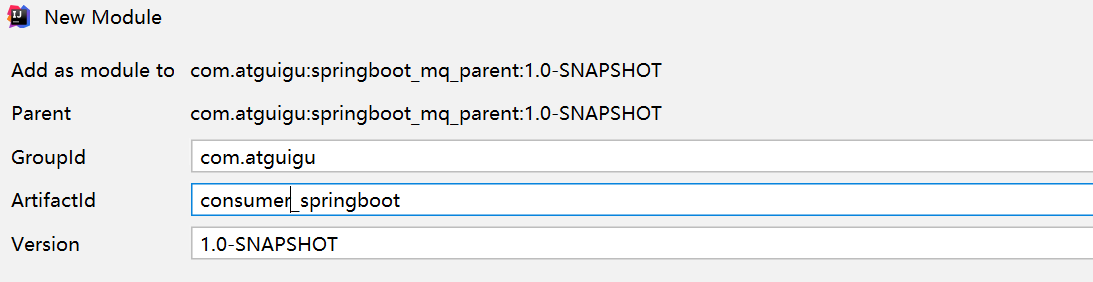 New Module
Add as module to com.atguigu:springboot_mq_parent:1.0-SNAPSHOT
Parent com.atguigu:springboot_mq_parent:1.0-SNAPSHOT
GroupId com.atguigu
ArtifactId consumer_springboot
Version 1.0-SNAPSHOT